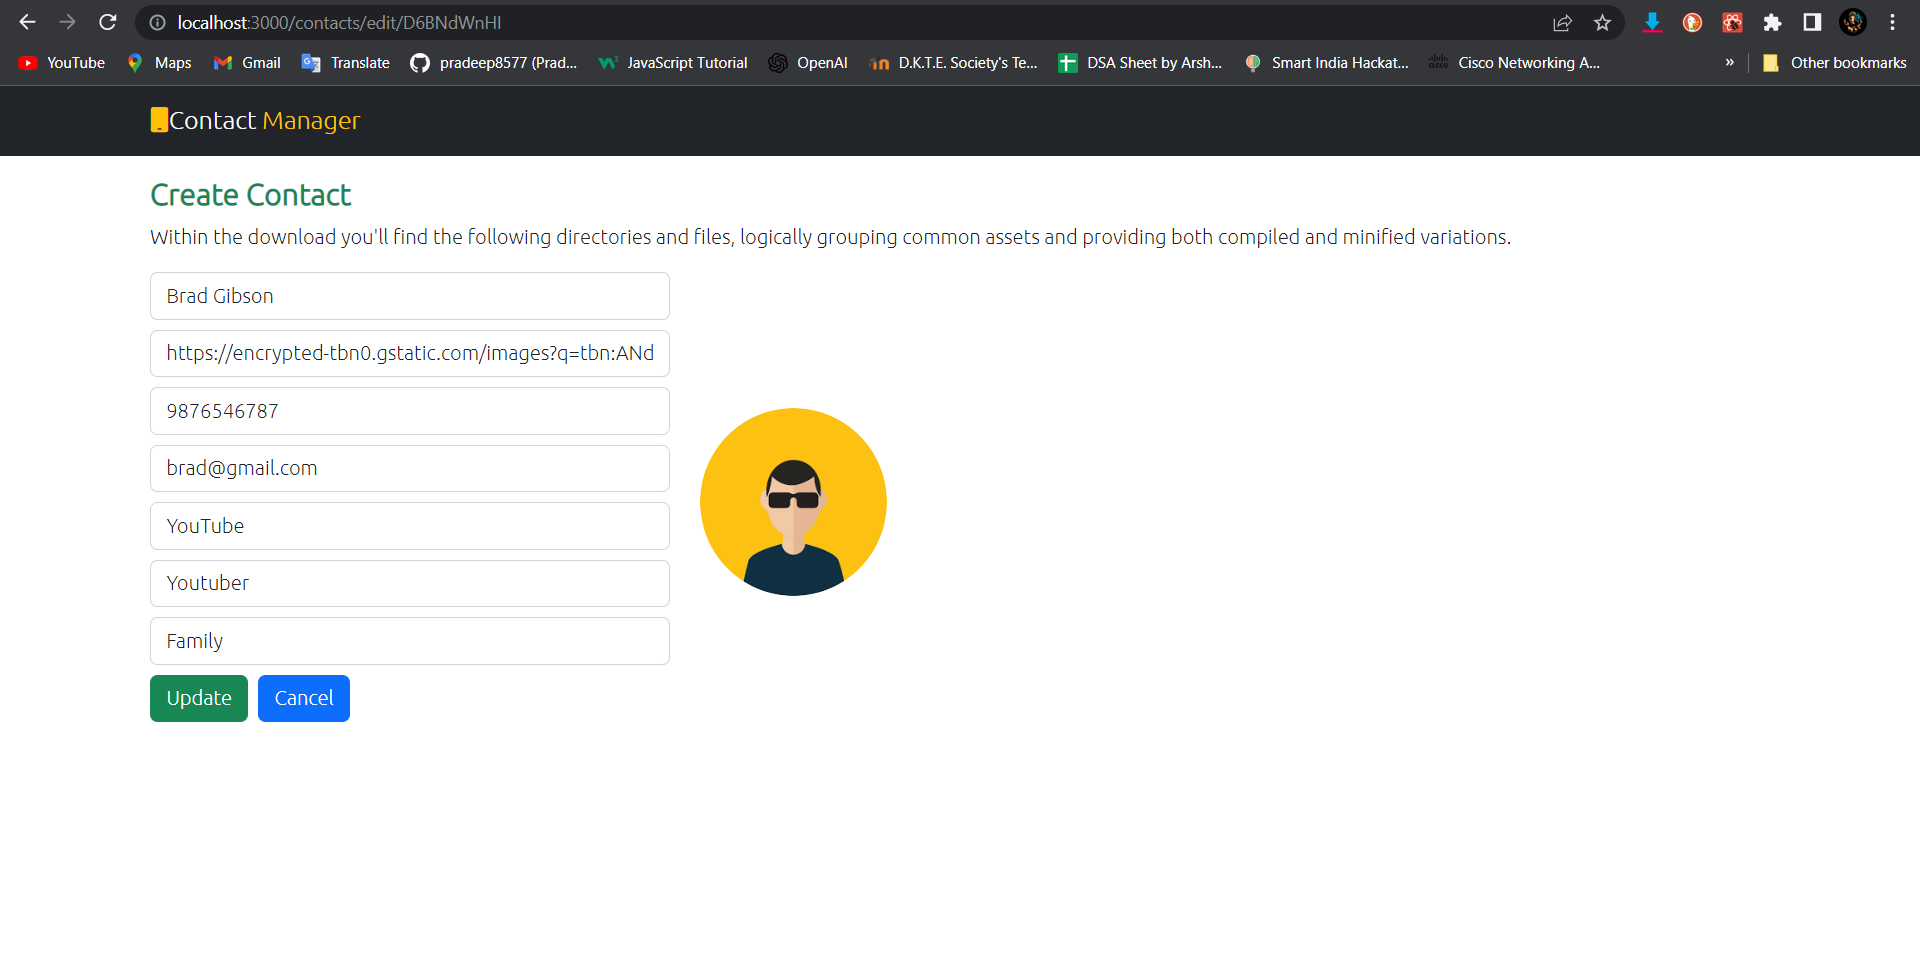 localhost:3000/contacts/edit/D6BNdWnHI
YouTube Maps Gmail Translate pradeep8577 (Prad... JavaScript Tutorial OpenAI D.K.T.E. Society's Te... DSA Sheet by Arsh... Smart India Hackat... Cisco Networking A... » Other bookmarks
Contact Manager
Create Contact
Within the download you'll find the following directories and files, logically grouping common assets and providing both compiled and minified variations.
Brad Gibson
https://encrypted-tbn0.gstatic.com/images?q=tbn:ANd
9876546787
brad@gmail.com
YouTube
Youtuber
Family
Update Cancel